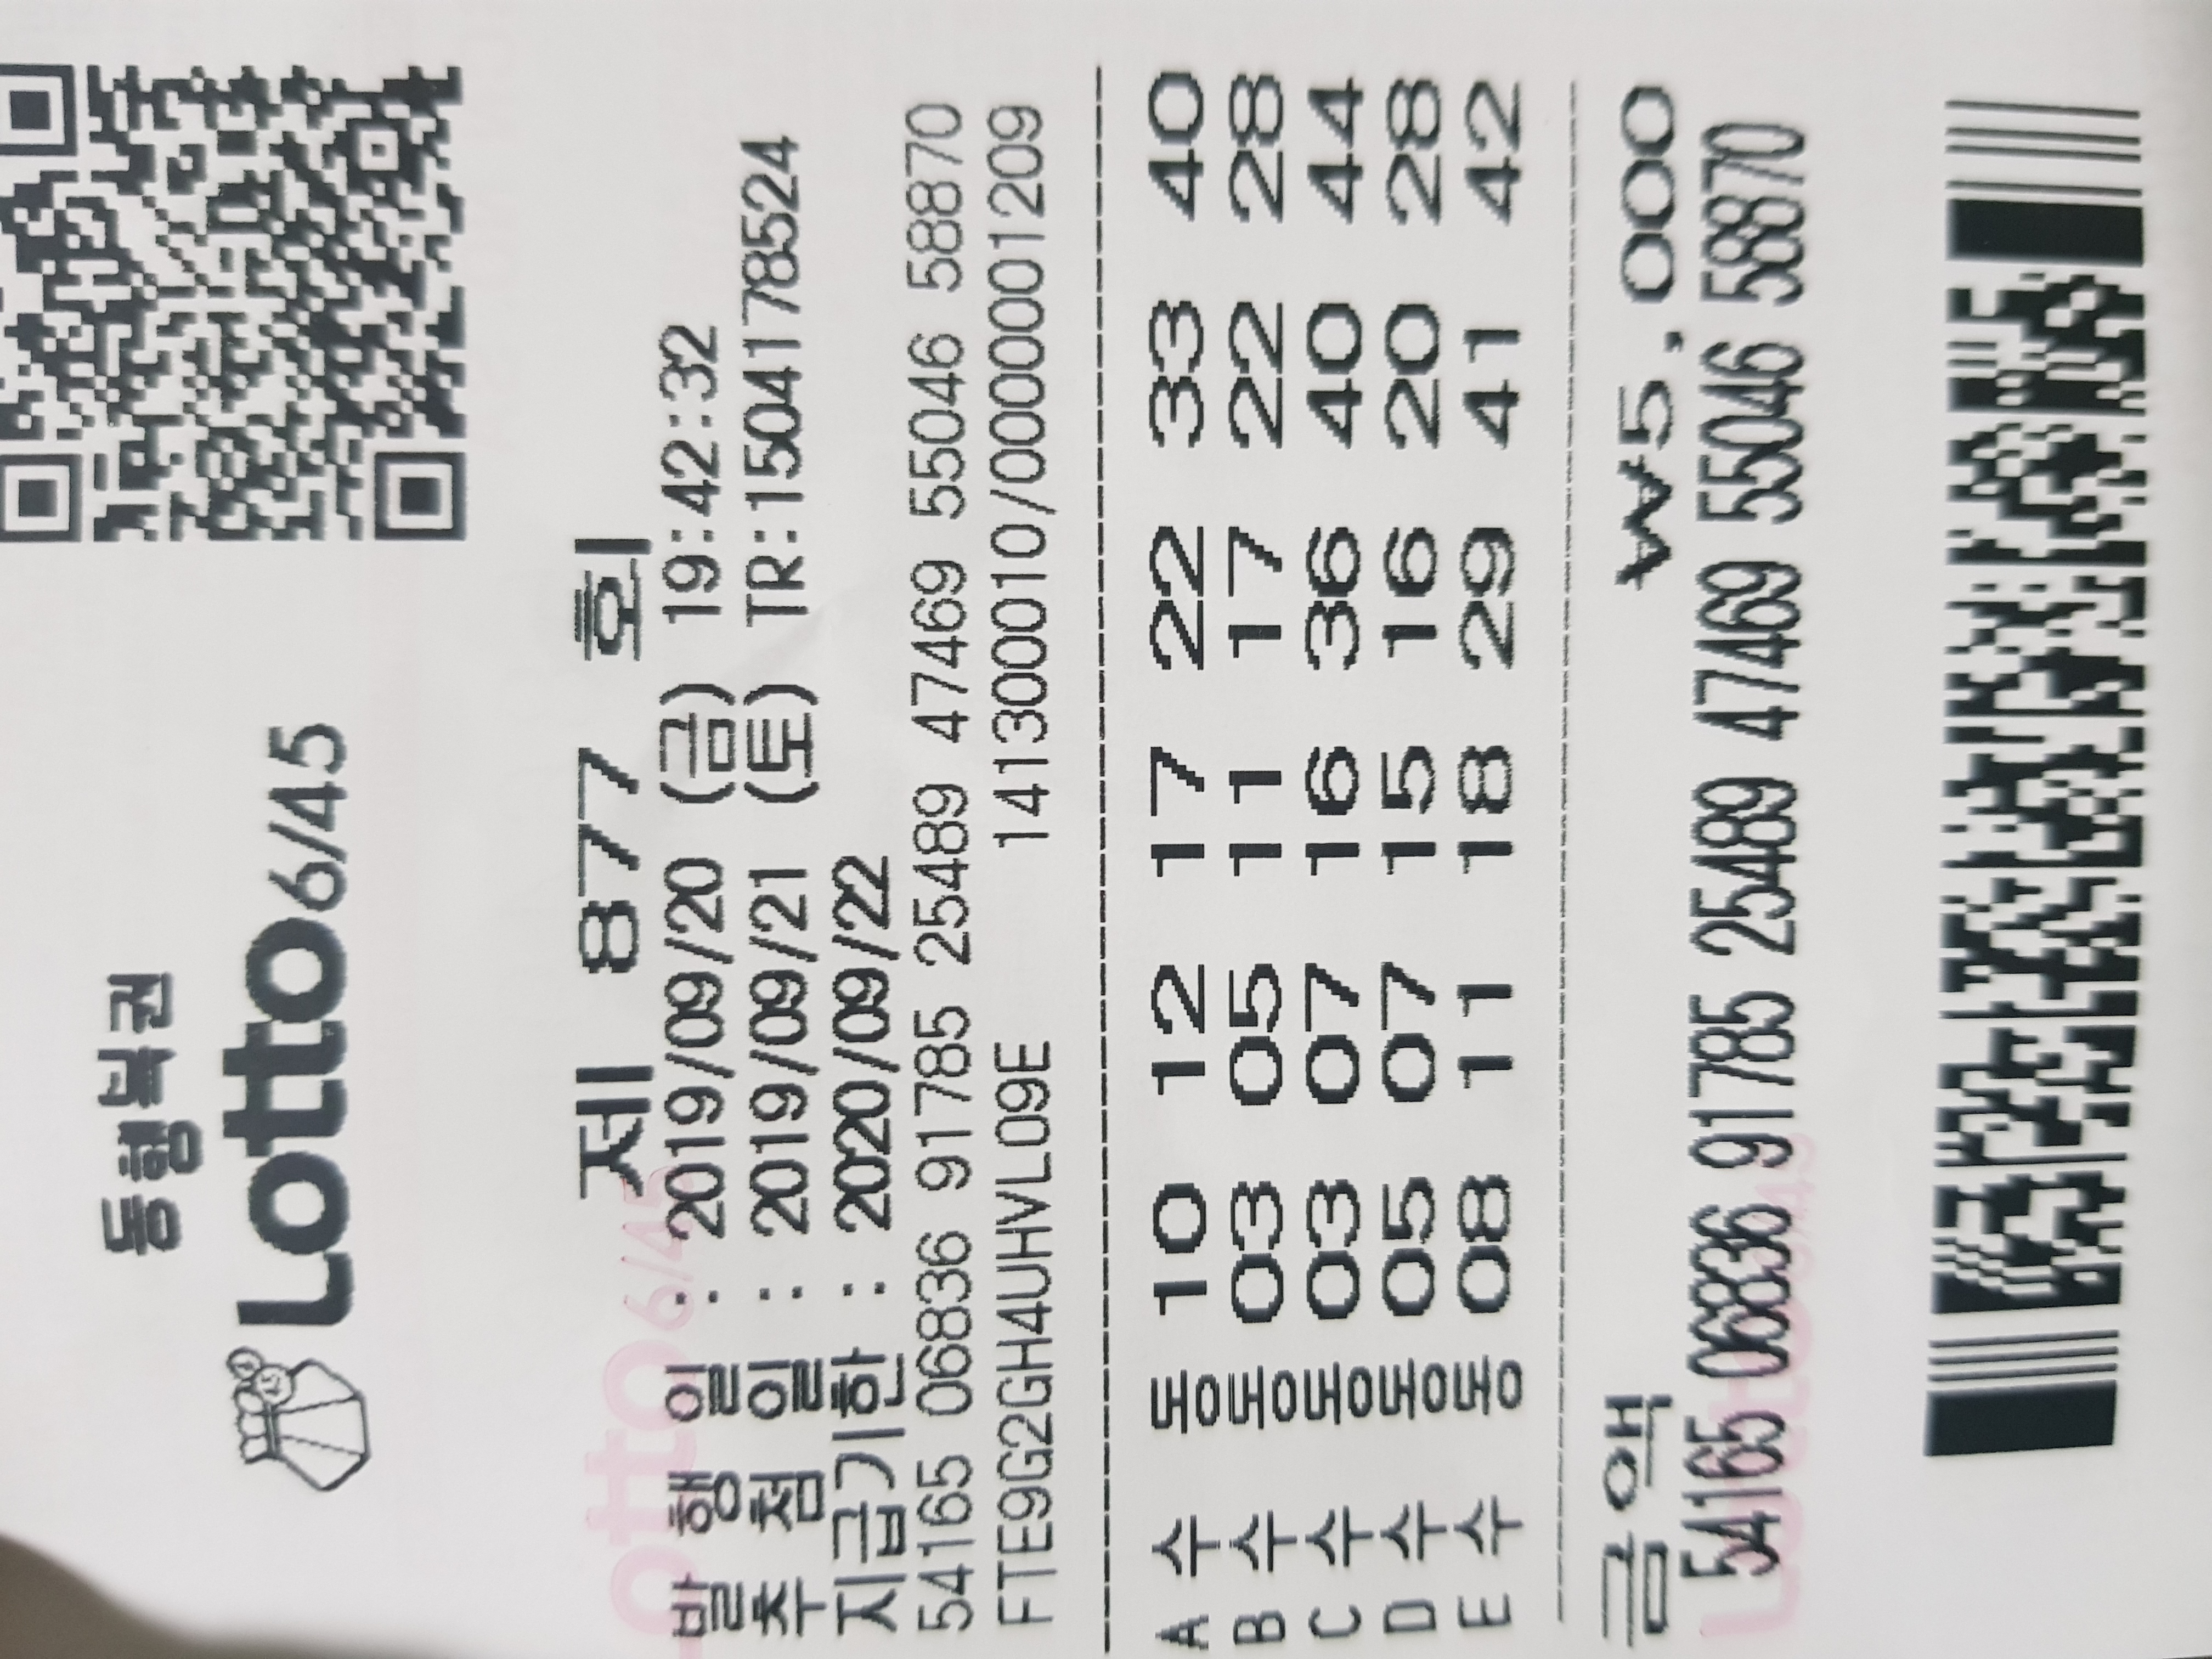 동행복권
Lotto6/45
제 877 회
발 행 일 : 2019/09/20 (금) 19:42:32
추 첨 일 : 2019/09/21 (토) TR:1504178524
지급기한 : 2020/09/22
54165 06836 91785 25489 47469 55046 58870
FTE9G2GH4UHVL09E 141300010/0000001209
A 수동 10 12 17 22 33 40
B 수동 03 05 11 17 22 28
C 수동 03 07 16 36 40 44
D 수동 05 07 15 16 20 28
E 수동 08 11 18 29 41 42
금액 ₩5,000
54165 06836 91785 25489 47469 55046 58870